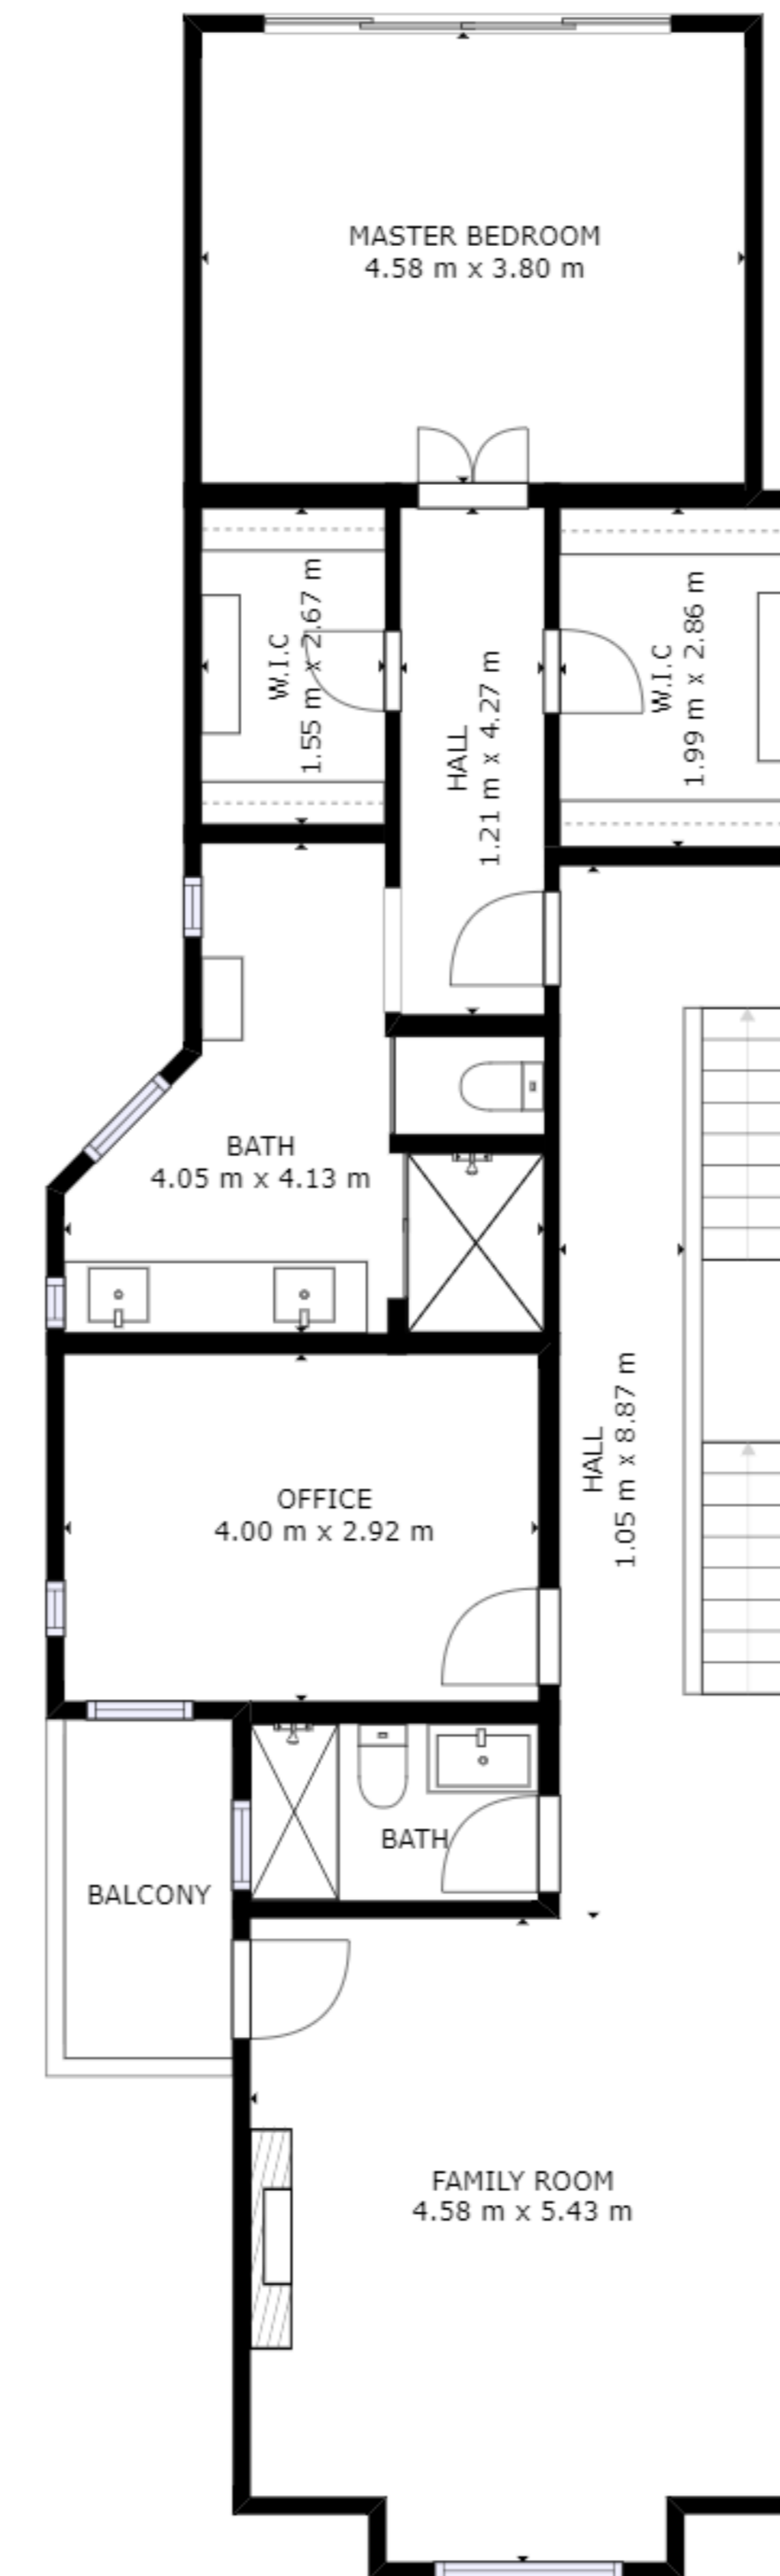 MASTER BEDROOM
4.58 m x 3.80 m
W.I.C
1.55 m x 2.67 m
HALL
1.21 m x 4.27 m
W.I.C
1.99 m x 2.86 m
BATH
4.05 m x 4.13 m
HALL
1.05 m x 8.87 m
OFFICE
4.00 m x 2.92 m
BATH
BALCONY
FAMILY ROOM
4.58 m x 5.43 m